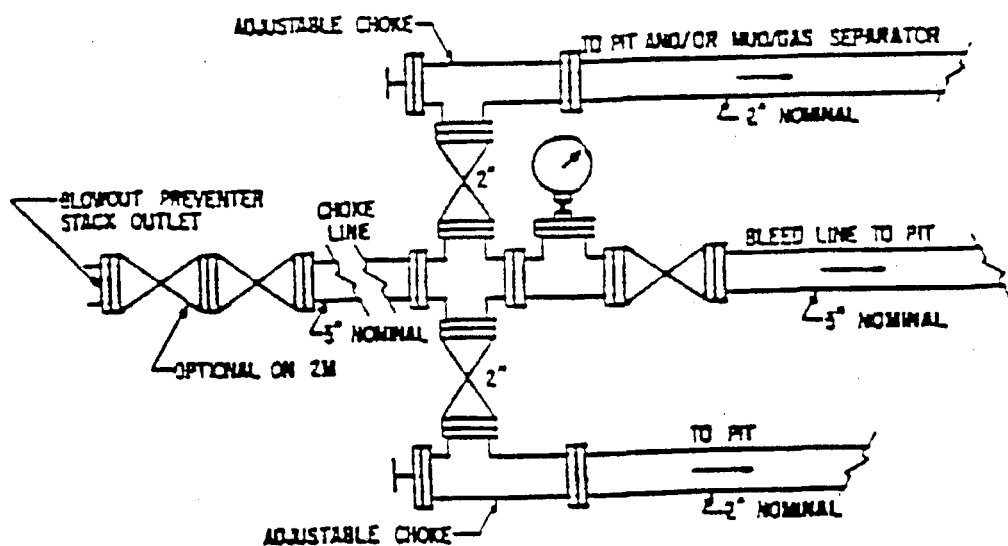 ADJUSTABLE CHOKE
TO PIT AND/OR MUD/GAS SEPARATOR
2" NOMINAL
2"
BLOWOUT PREVENTER
STACK OUTLET
CHOKE
LINE
BLEED LINE TO PIT
3" NOMINAL
3" NOMINAL
OPTIONAL ON 2M
2"
TO PIT
2" NOMINAL
ADJUSTABLE CHOKE